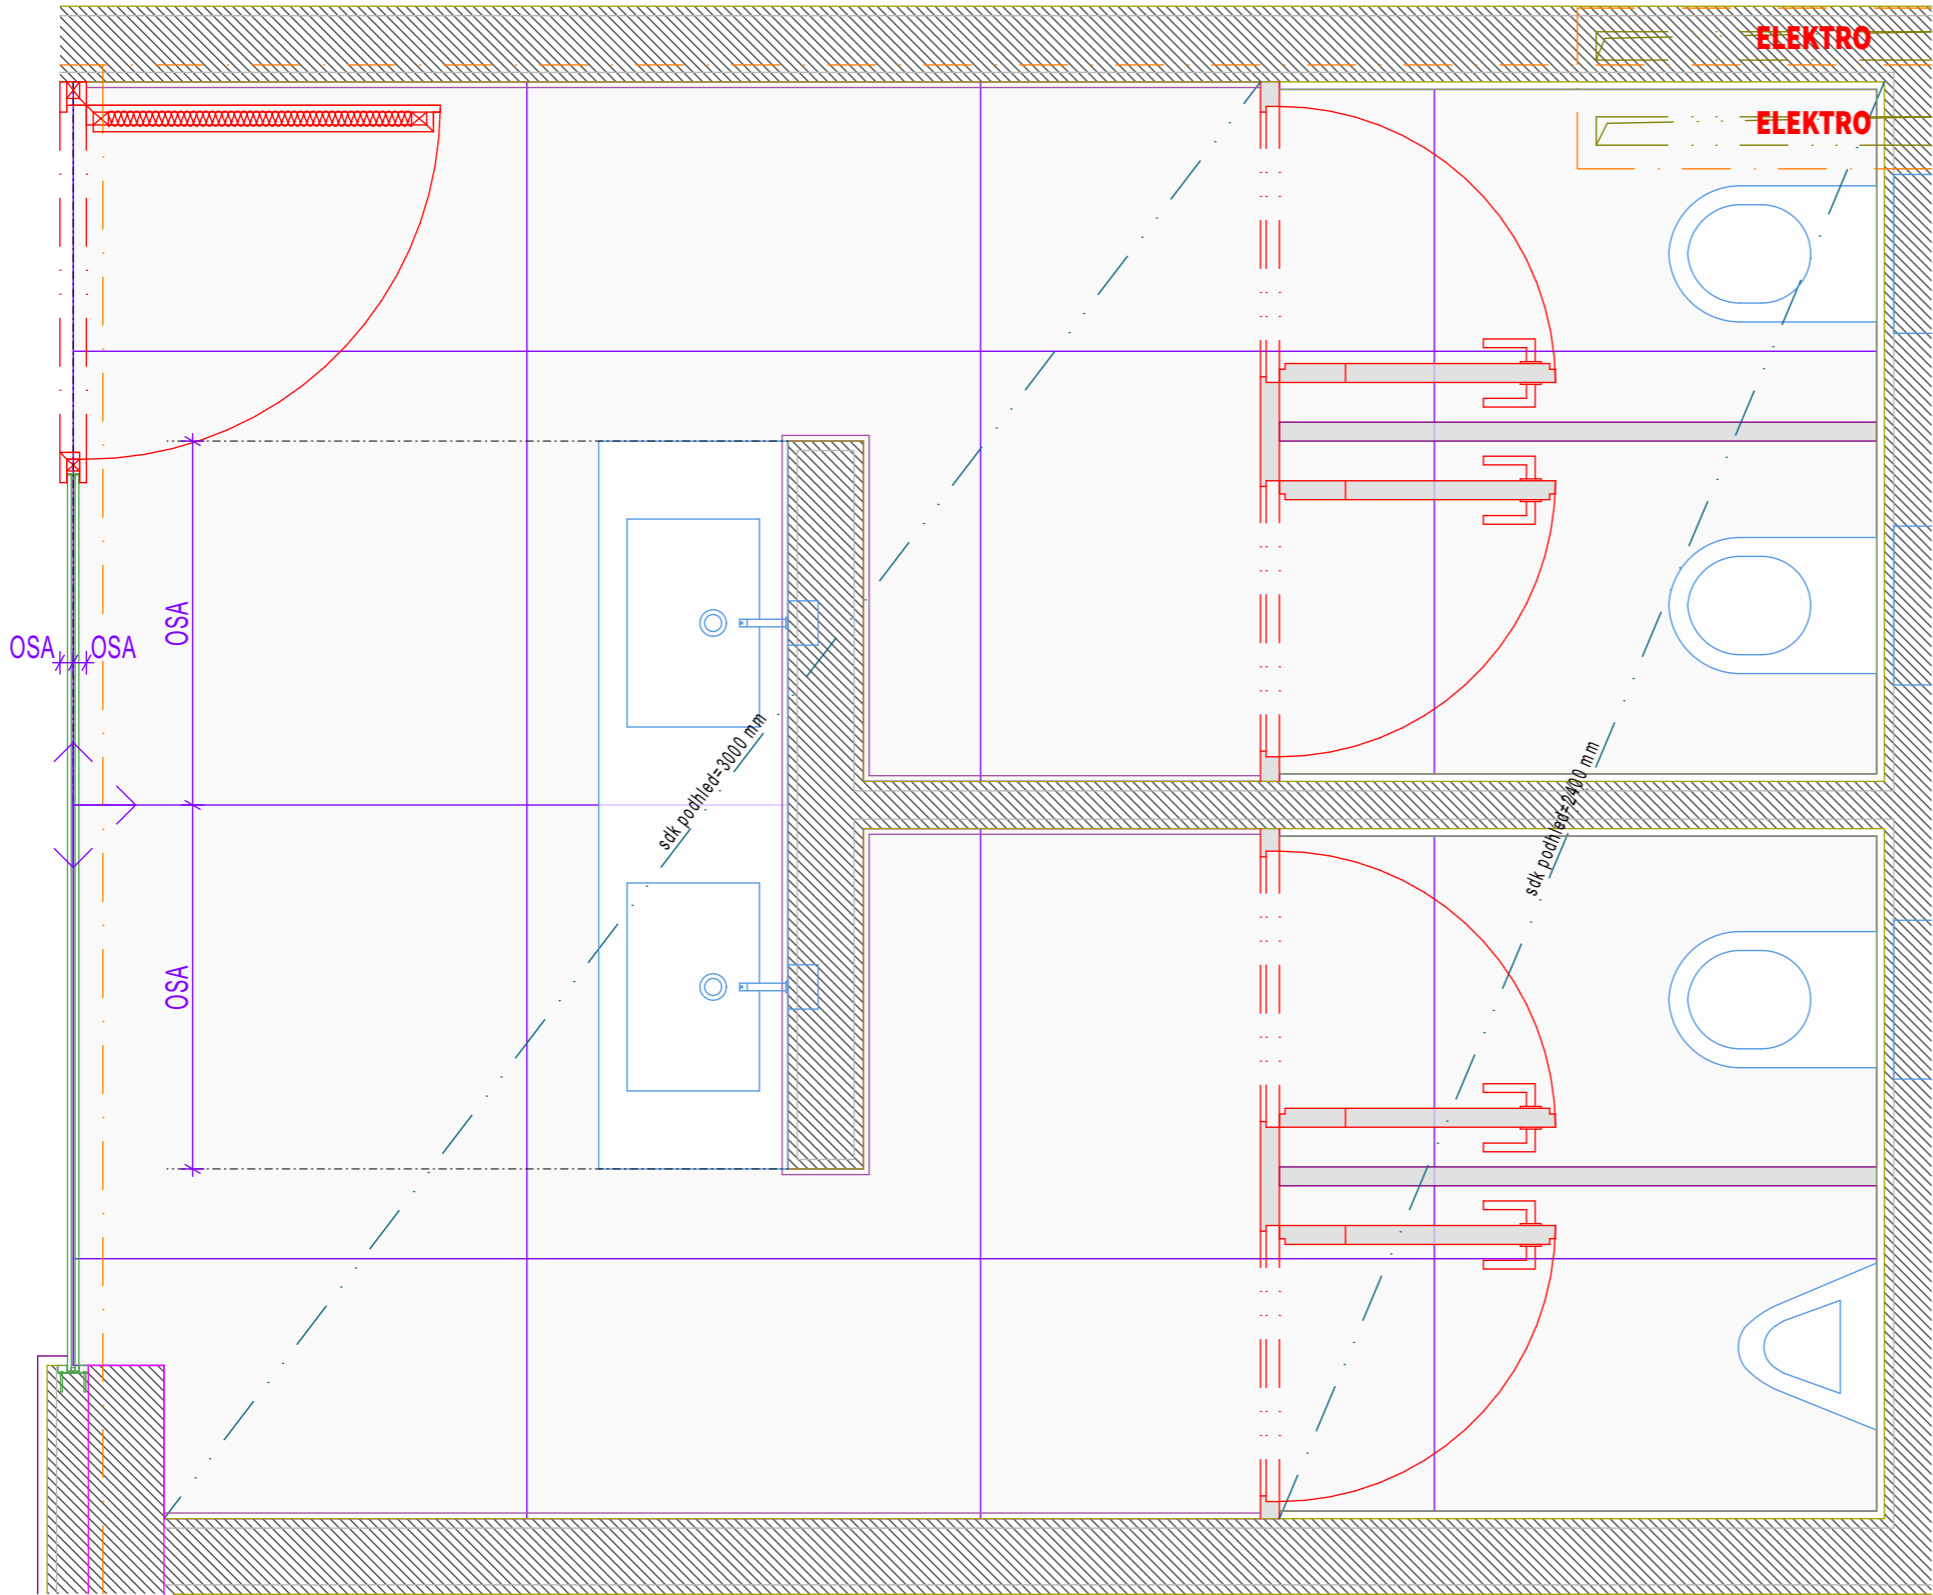 ELEKTRO
ELEKTRO
OSA
OSA
OSA
sdk podhled=3000 mm
sdk podhled=2400 mm
OSA